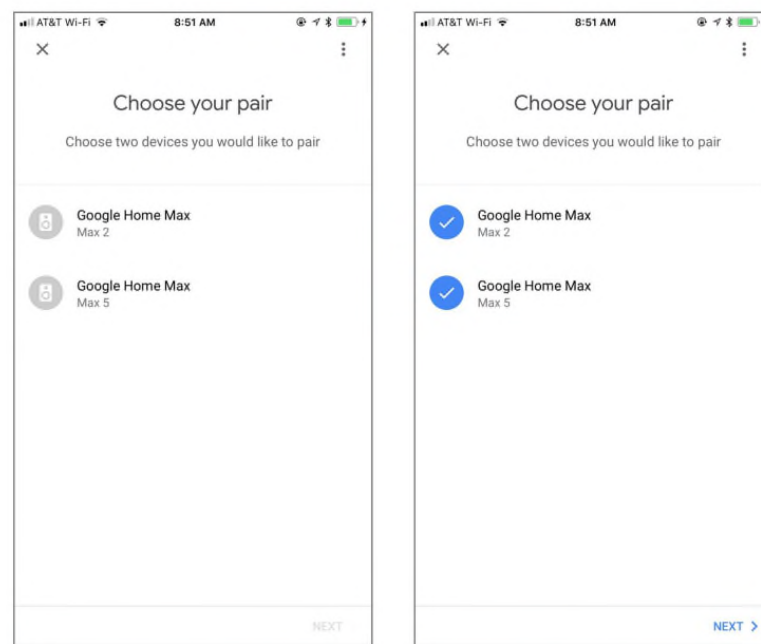 AT&T Wi-Fi 8:51 AM
Choose your pair
Choose two devices you would like to pair
Google Home Max
Max 2
Google Home Max
Max 5
NEXT
AT&T Wi-Fi 8:51 AM
Choose your pair
Choose two devices you would like to pair
Google Home Max
Max 2
Google Home Max
Max 5
NEXT